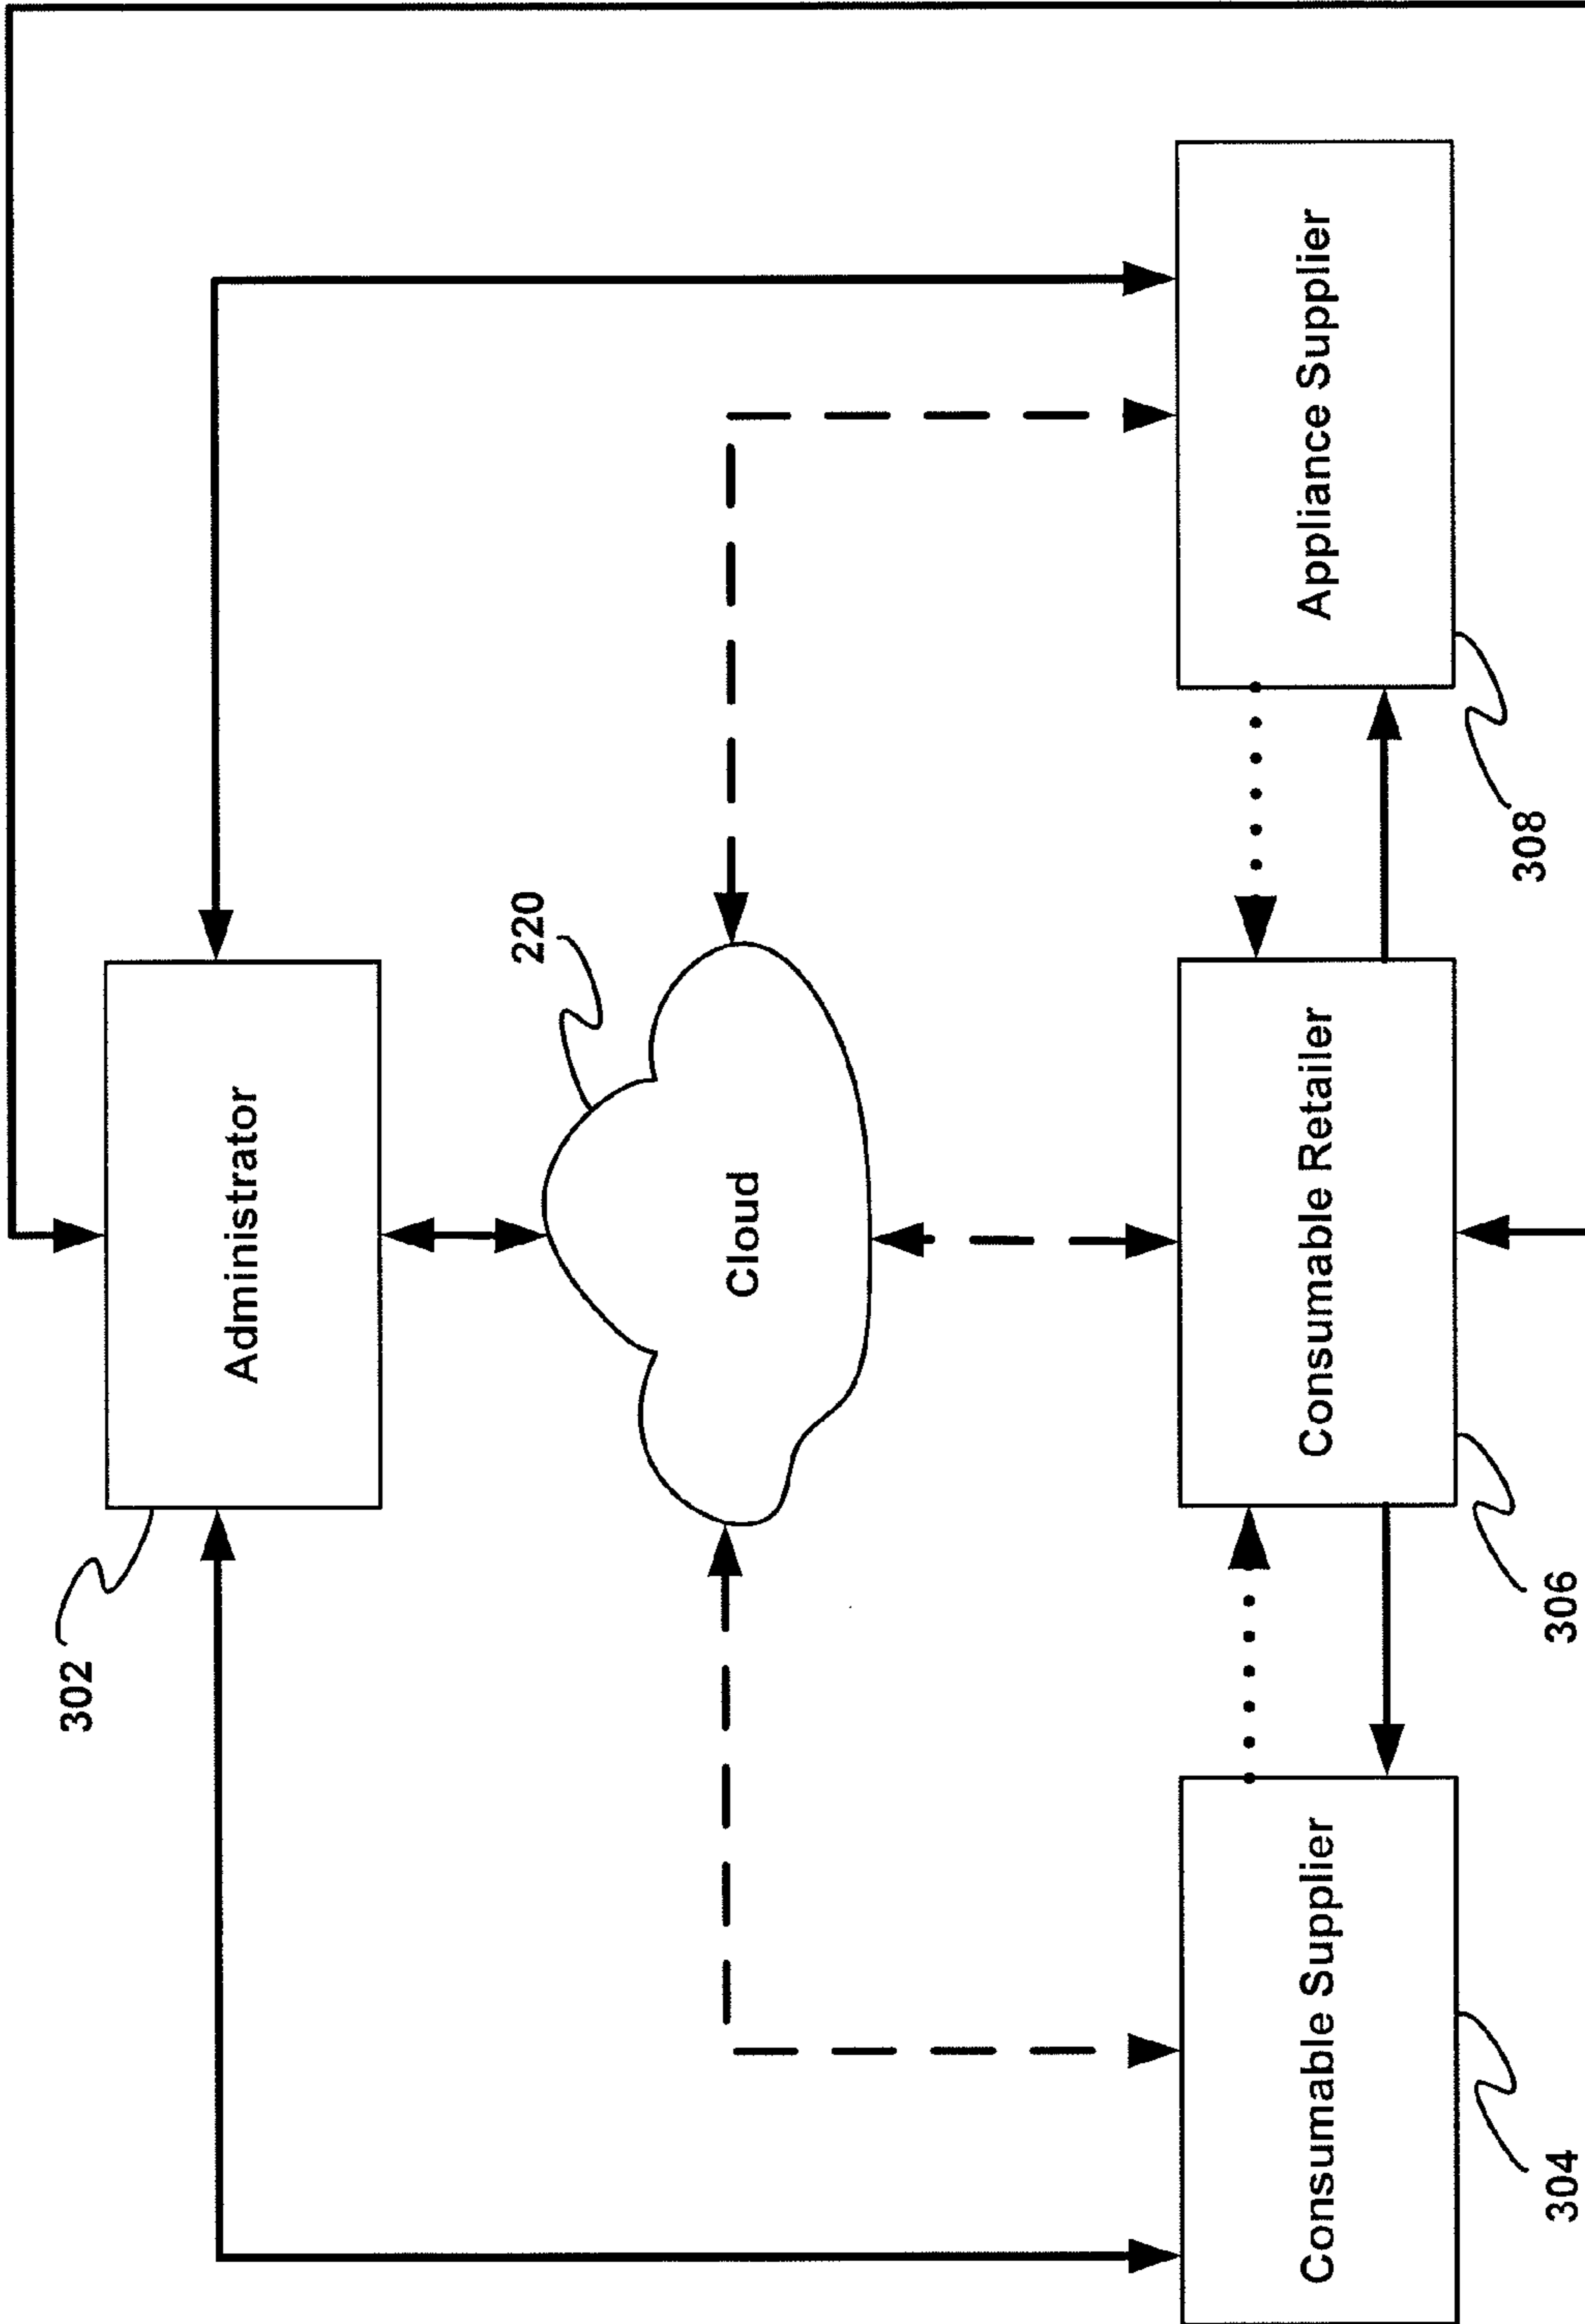 302
Administrator
220
Cloud
Consumable Supplier
Consumable Retailer
Appliance Supplier
304
306
308